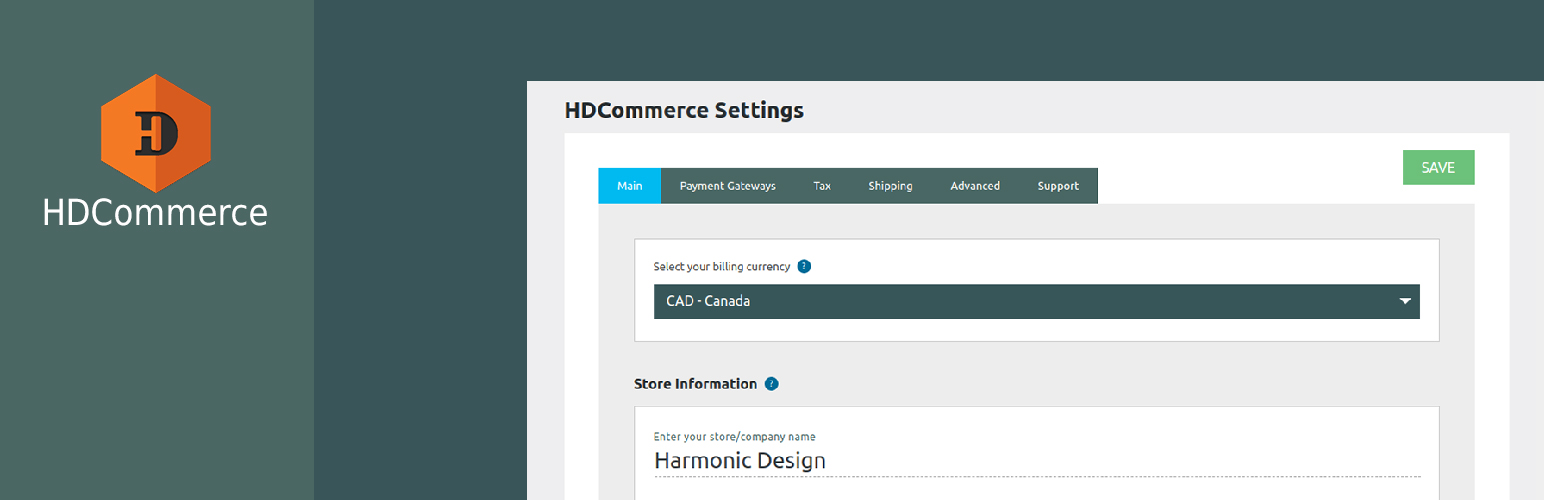 HD
HDCommerce
HDCommerce Settings
SAVE
Main Payment Gateways Tax Shipping Advanced Support
Select your billing currency ?
CAD - Canada
Store Information ?
Enter your store/company name
Harmonic Design